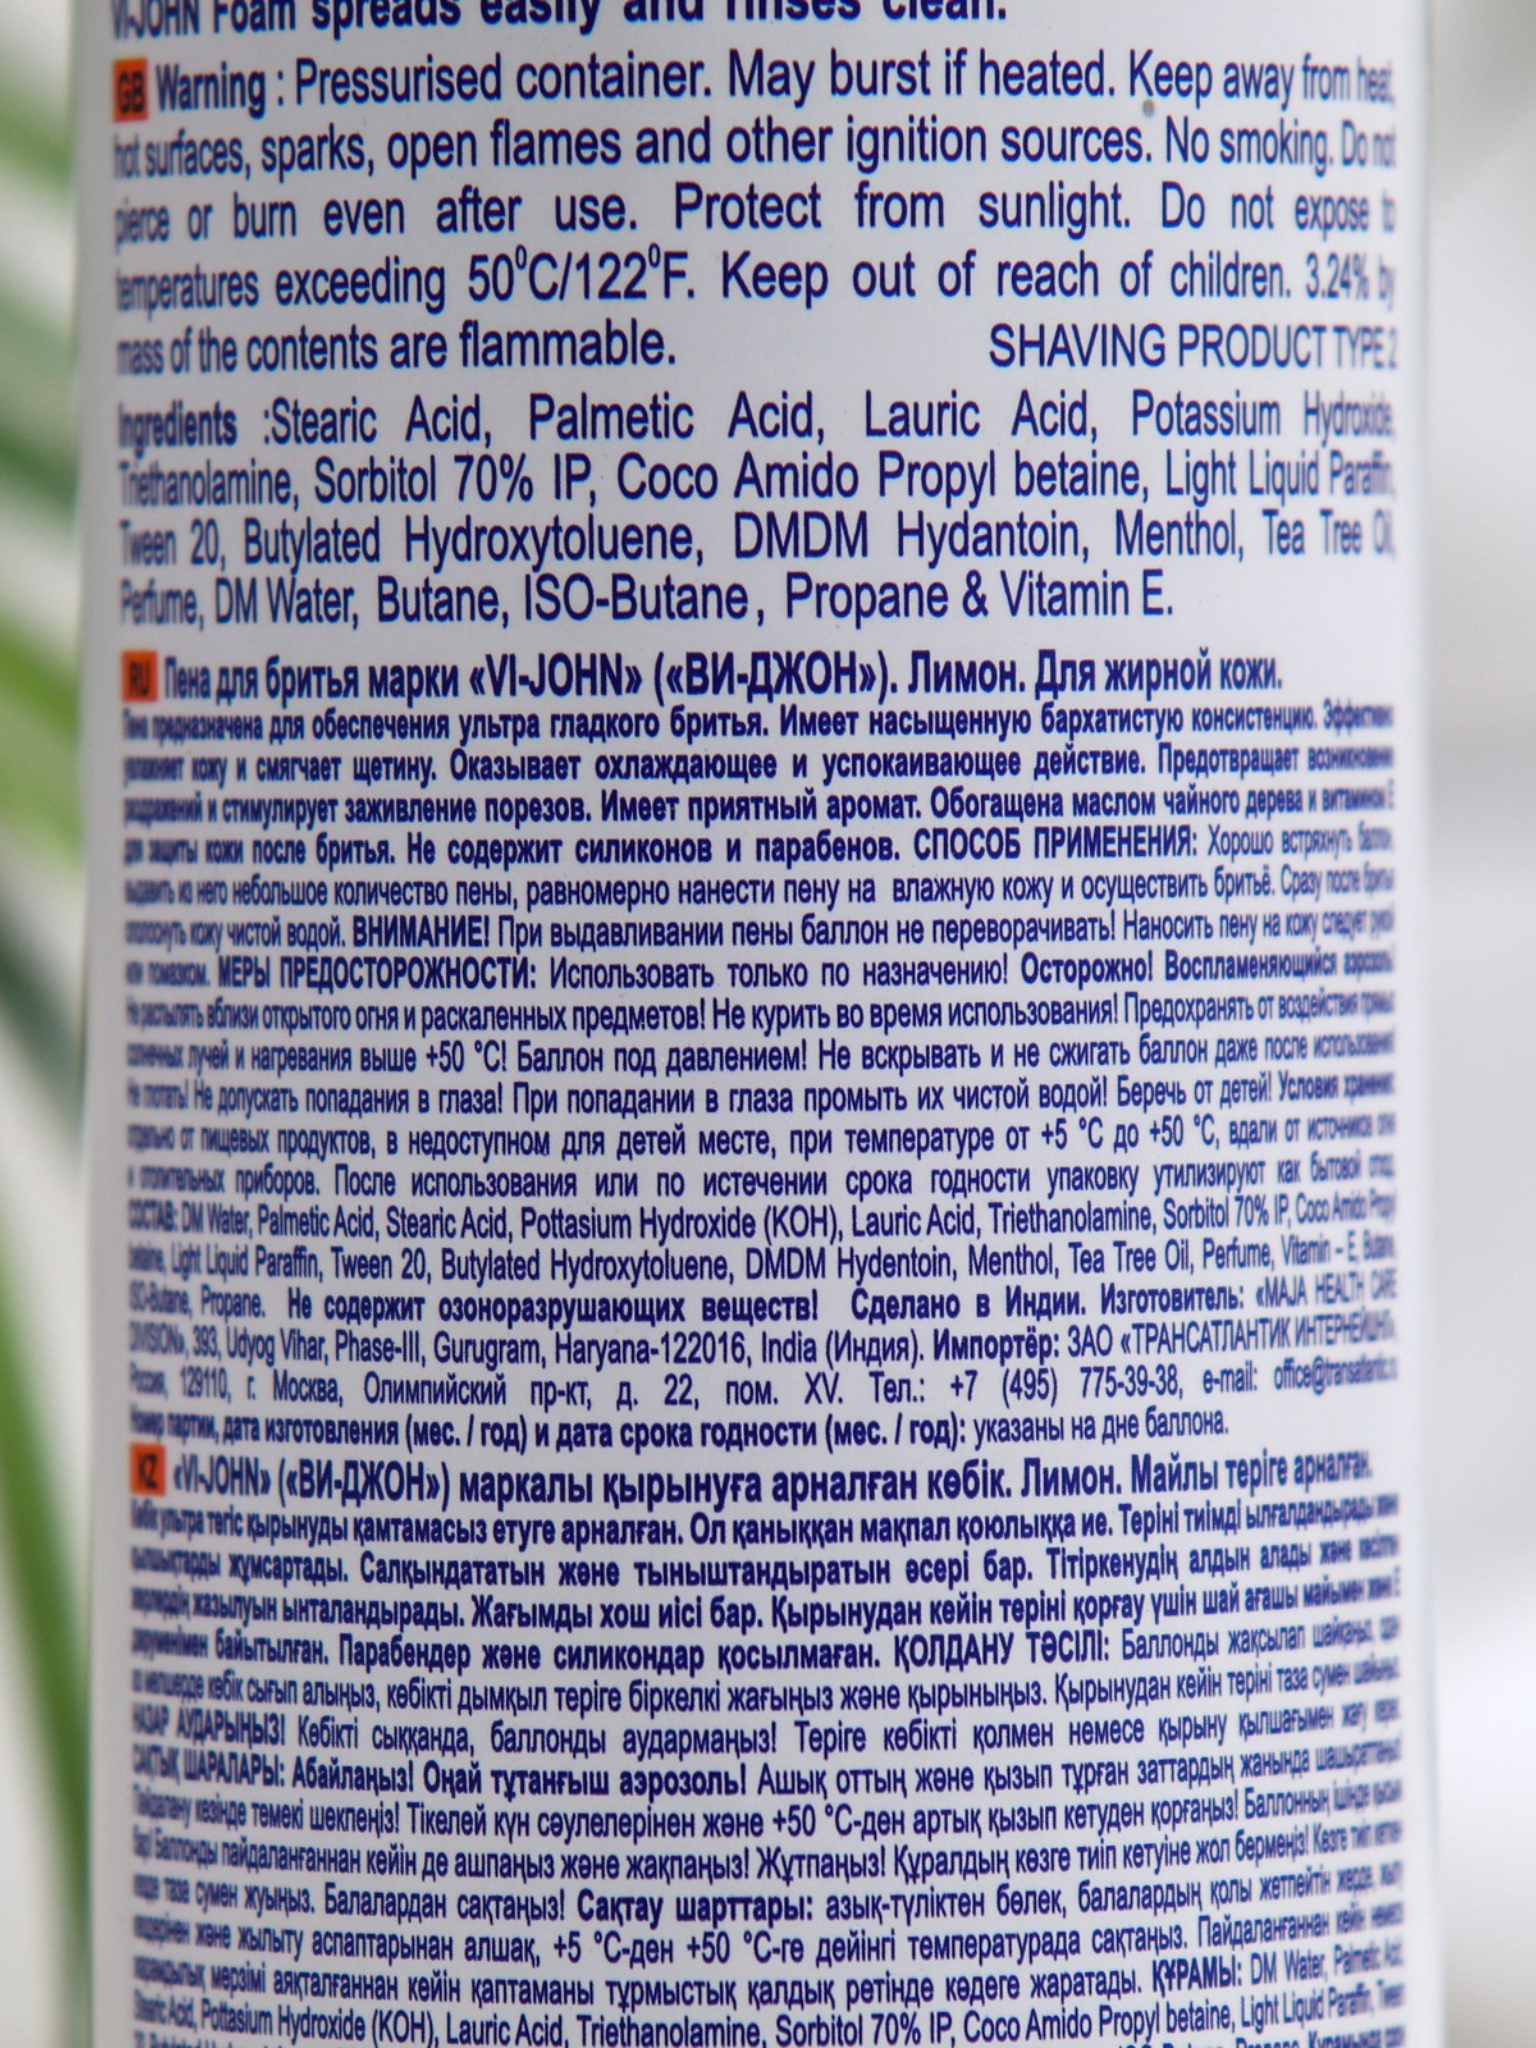 VI-JOHN Foam spreads easily and rinses clean.
GB Warning : Pressurised container. May burst if heated. Keep away from heat,
hot surfaces, sparks, open flames and other ignition sources. No smoking. Do not
pierce or burn even after use. Protect from sunlight. Do not expose to
temperatures exceeding 50°C/122°F. Keep out of reach of children. 3.24% by
mass of the contents are flammable. SHAVING PRODUCT TYPE 2
Ingredients :Stearic Acid, Palmetic Acid, Lauric Acid, Potassium Hydroxide,
Triethanolamine, Sorbitol 70% IP, Coco Amido Propyl betaine, Light Liquid Paraffin,
Tween 20, Butylated Hydroxytoluene, DMDM Hydantoin, Menthol, Tea Tree Oil,
Perfume, DM Water, Butane, ISO-Butane, Propane & Vitamin E.
RU Пена для бритья марки «VI-JOHN» («ВИ-ДЖОН»). Лимон. Для жирной кожи.
Пена предназначена для обеспечения ультра гладкого бритья. Имеет насыщенную бархатистую консистенцию. Эффективно
увлажняет кожу и смягчает щетину. Оказывает охлаждающее и успокаивающее действие. Предотвращает возникновение
раздражений и стимулирует заживление порезов. Имеет приятный аромат. Обогащена маслом чайного дерева и витамином Е
для защиты кожи после бритья. Не содержит силиконов и парабенов. СПОСОБ ПРИМЕНЕНИЯ: Хорошо встряхнуть баллон,
выдавить из него небольшое количество пены, равномерно нанести пену на влажную кожу и осуществить бритьё. Сразу после бритья
ополоснуть кожу чистой водой. ВНИМАНИЕ! При выдавливании пены баллон не переворачивать! Наносить пену на кожу следует рукой
или помазком. МЕРЫ ПРЕДОСТОРОЖНОСТИ: Использовать только по назначению! Осторожно! Воспламеняющийся аэрозоль!
Не распылять вблизи открытого огня и раскаленных предметов! Не курить во время использования! Предохранять от воздействия прямых
солнечных лучей и нагревания выше +50 °С! Баллон под давлением! Не вскрывать и не сжигать баллон даже после использования!
Не глотать! Не допускать попадания в глаза! При попадании в глаза промыть их чистой водой! Беречь от детей! Условия хранения:
отдельно от пищевых продуктов, в недоступном для детей месте, при температуре от +5 °С до +50 °С, вдали от источников огня
и отопительных приборов. После использования или по истечении срока годности упаковку утилизируют как бытовой отход.
СОСТАВ: DM Water, Palmetic Acid, Stearic Acid, Pottasium Hydroxide (KOH), Lauric Acid, Triethanolamine, Sorbitol 70% IP, Coco Amido Propyl
betaine, Light Liquid Paraffin, Tween 20, Butylated Hydroxytoluene, DMDM Hydentoin, Menthol, Tea Tree Oil, Perfume, Vitamin – E, Butane,
ISO-Butane, Propane. Не содержит озоноразрушающих веществ! Сделано в Индии. Изготовитель: «MAJA HEALTH CARE
DIVISION», 393, Udyog Vihar, Phase-III, Gurugram, Haryana-122016, India (Индия). Импортёр: ЗАО «ТРАНСАТЛАНТИК ИНТЕРНЕЙШНЛ»,
Россия, 129110, г. Москва, Олимпийский пр-кт, д. 22, пом. XV. Тел.: +7 (495) 775-39-38, e-mail:
Номер партии, дата изготовления (мес. / год) и дата срока годности (мес. / год): указаны на дне баллона.
KZ «VI-JOHN» («ВИ-ДЖОН») маркалы қырынуға арналған көбік. Лимон. Майлы теріге арналған.
Көбік ультра тегіс қырынуды қамтамасыз етуге арналған. Ол қаныққан мақпал қоюлыққа ие. Теріні тиімді ылғалдандырады және
қылшықтарды жұмсартады. Салқындататын және тыныштандыратын әсері бар. Тітіркенудің алдын алады және кесілген
жерлердің жазылуын ынталандырады. Жағымды хош иісі бар. Қырынудан кейін теріні қорғау үшін шай ағашы майымен және Е
дәруменімен байытылған. Парабендер және силикондар қосылмаған. ҚОЛДАНУ ТӘСІЛІ: Баллонды жақсылап шайқаңыз,
аз мөлшерде көбік сығып алыңыз, көбікті дымқыл теріге біркелкі жағыңыз және қырыныңыз. Қырынудан кейін теріні таза сумен шайыңыз.
НАЗАР АУДАРЫҢЫЗ! Көбікті сыққанда, баллонды аудармаңыз! Теріге көбікті қолмен немесе қырыну қылшағымен жағу керек.
САҚТЫҚ ШАРАЛАРЫ: Абайлаңыз! Оңай тұтанғыш аэрозоль! Ашық оттың және қызып тұрған заттардың жанында шашыратпаңыз!
Пайдалану кезінде темекі шекпеңіз! Тікелей күн сәулелерінен және +50 °С-ден артық қызып кетуден қорғаңыз! Баллонның ішінде қысым
бар! Баллонды пайдаланғаннан кейін де ашпаңыз және жақпаңыз! Жұтпаңыз! Құралдың көзге тиіп кетуіне жол бермеңіз! Көзге тиіп кеткен
кезде таза сумен жуыңыз. Балалардан сақтаңыз! Сақтау шарттары: азық-түліктен бөлек, балалардың қолы жетпейтін жерде, жылу
көздерінен және жылыту аспаптарынан алшақ, +5 °С-ден +50 °С-ге дейінгі температурада сақтаңыз. Пайдаланғаннан кейін немесе
жарамдылық мерзімі аяқталғаннан кейін қаптаманы тұрмыстық қалдық ретінде кәдеге жаратады. ҚҰРАМЫ: DM Water, Palmetic Acid,
Stearic Acid, Pottasium Hydroxide (KOH), Lauric Acid, Triethanolamine, Sorbitol 70% IP, Coco Amido Propyl betaine, Light Liquid Paraffin, Tween